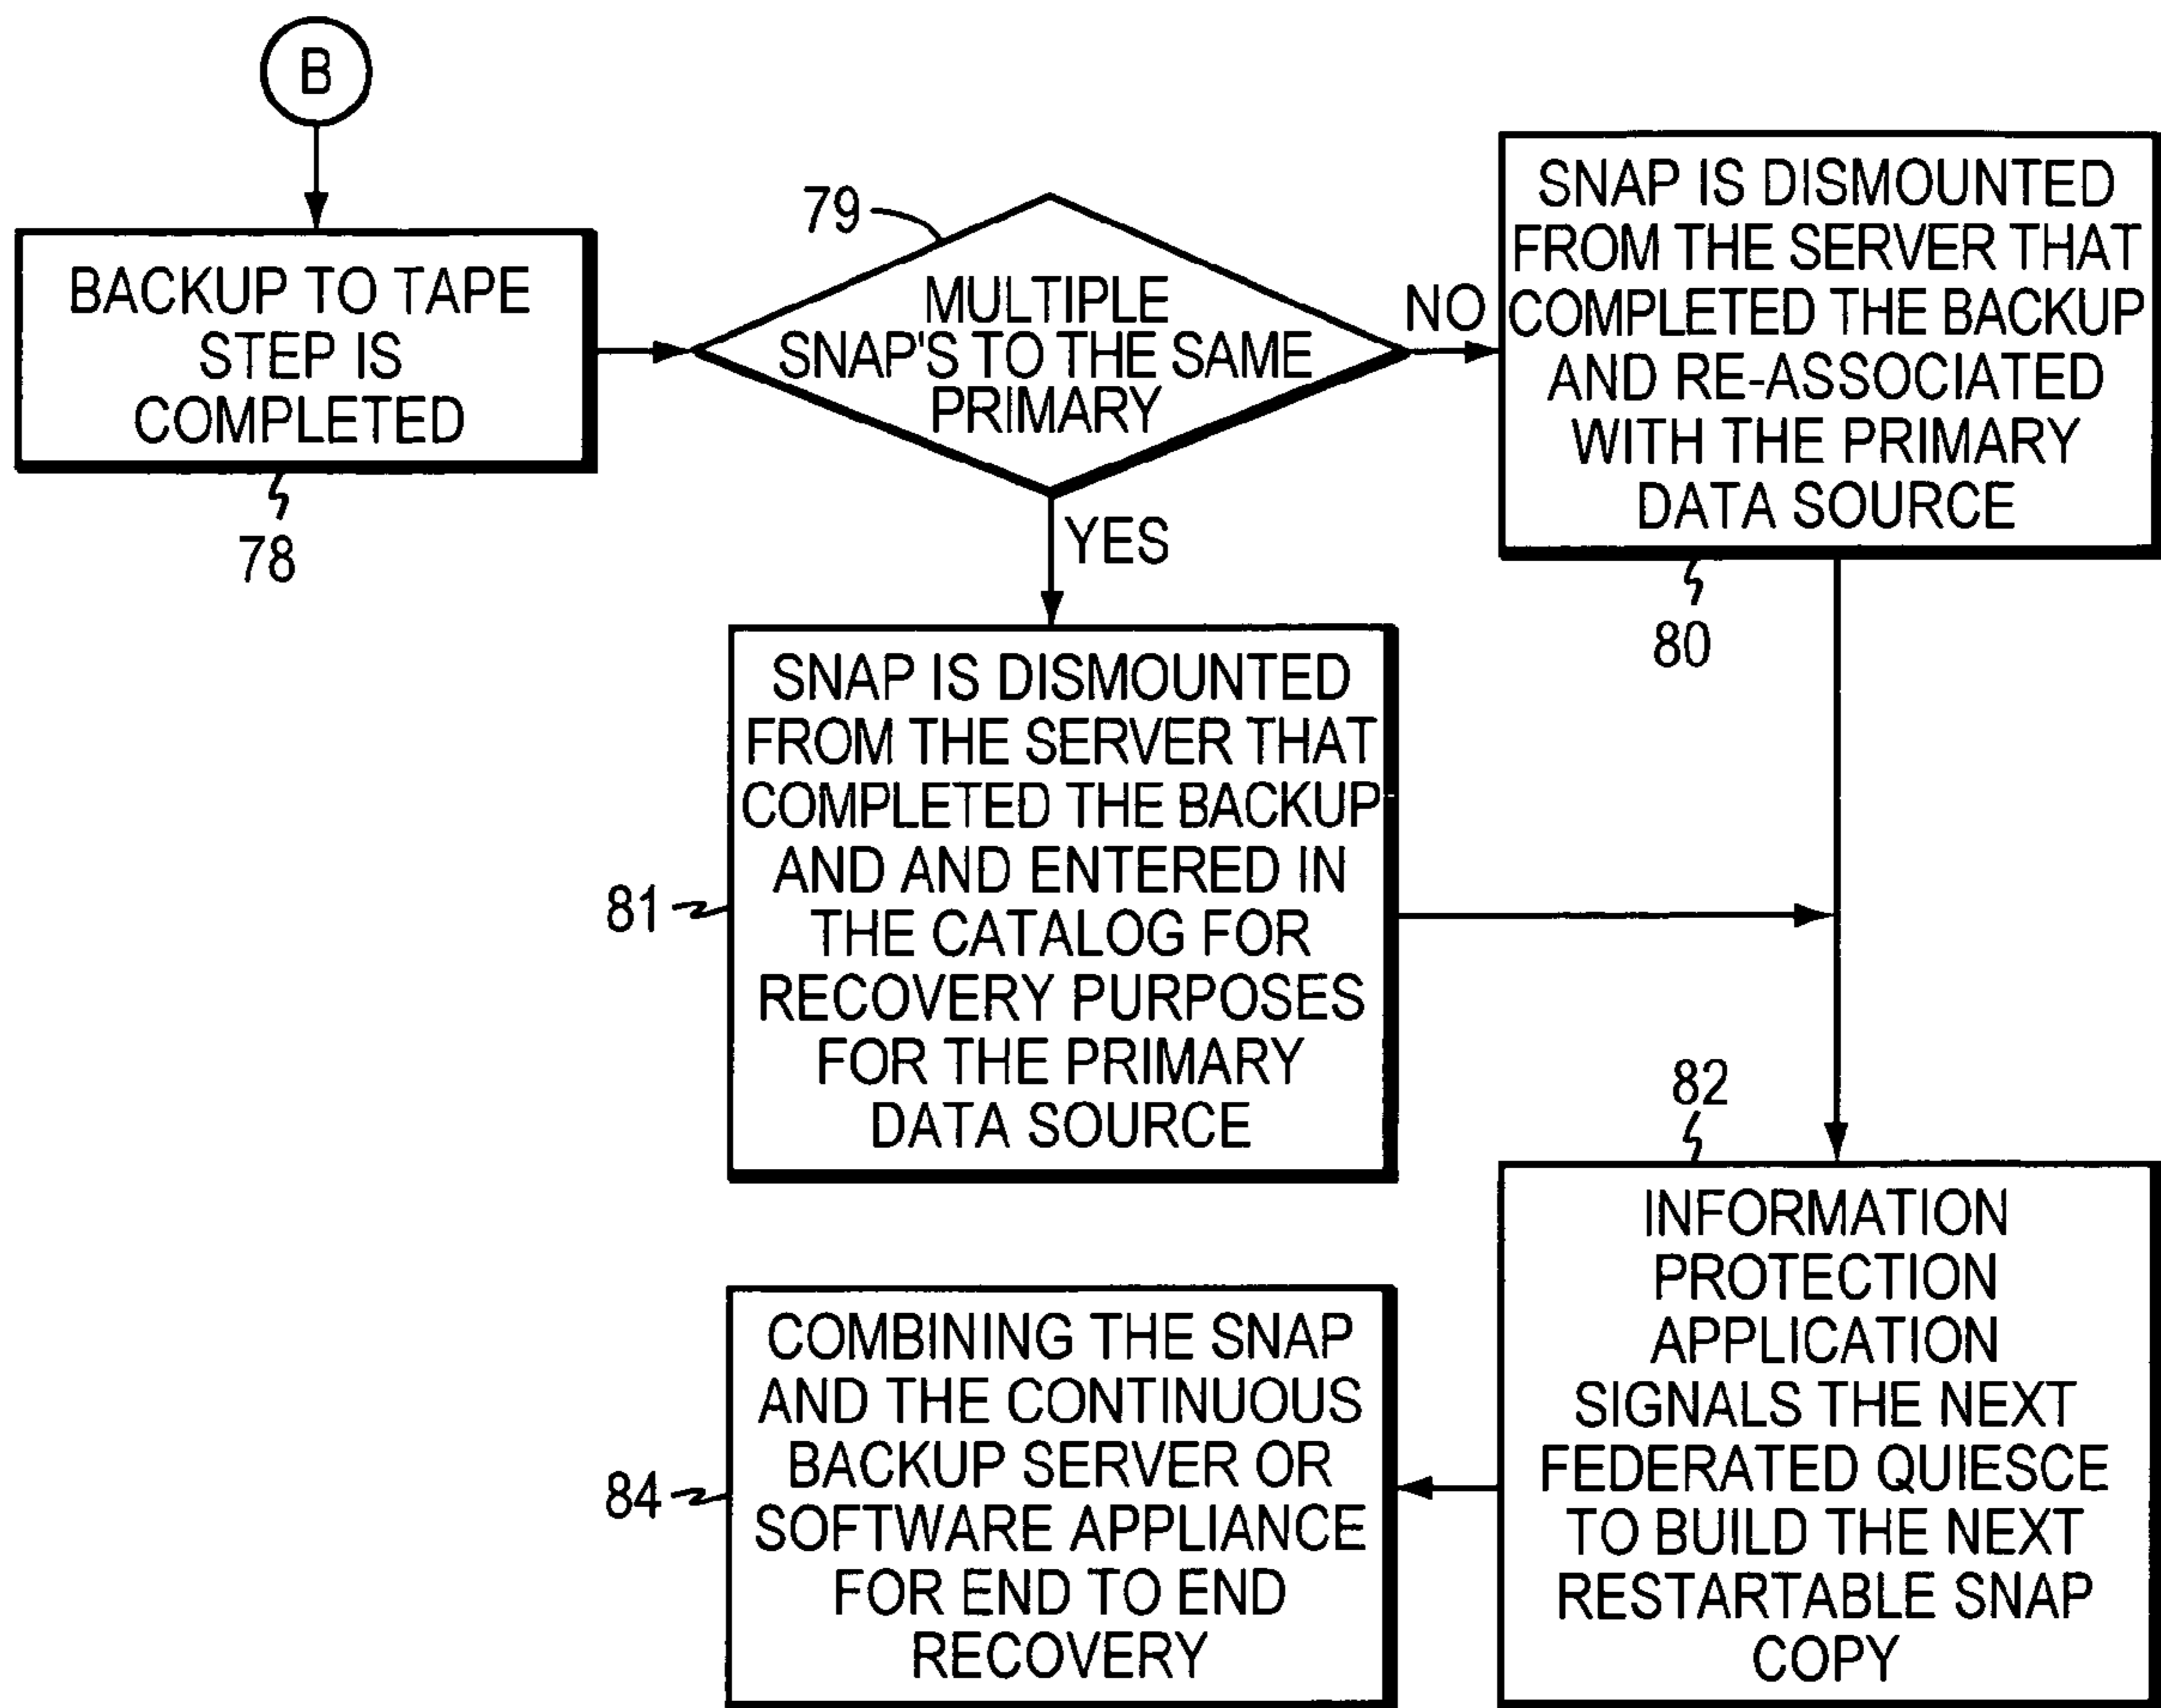 B
BACKUP TO TAPE
STEP IS
COMPLETED
78
79
MULTIPLE
SNAP'S TO THE SAME
PRIMARY
NO
YES
SNAP IS DISMOUNTED
FROM THE SERVER THAT
COMPLETED THE BACKUP
AND RE-ASSOCIATED
WITH THE PRIMARY
DATA SOURCE
80
SNAP IS DISMOUNTED
FROM THE SERVER THAT
COMPLETED THE BACKUP
AND AND ENTERED IN
THE CATALOG FOR
RECOVERY PURPOSES
FOR THE PRIMARY
DATA SOURCE
81
82
INFORMATION
PROTECTION
APPLICATION
SIGNALS THE NEXT
FEDERATED QUIESCE
TO BUILD THE NEXT
RESTARTABLE SNAP
COPY
COMBINING THE SNAP
AND THE CONTINUOUS
BACKUP SERVER OR
SOFTWARE APPLIANCE
FOR END TO END
RECOVERY
84